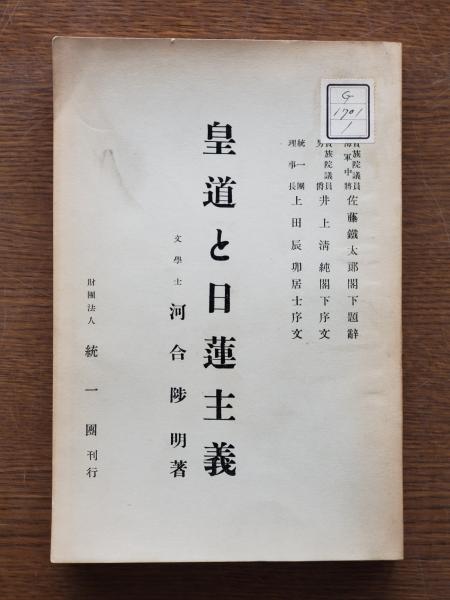 G
1701
1
貴族院議員
海軍中將 佐藤鐵太郎閣下題辭
貴族院議員
男爵 井上淸純閣下序文
統一團
理事長 上田辰卯居士序文
皇道と日蓮主義
文學士 河合陟明著
財團法人 統一團刊行